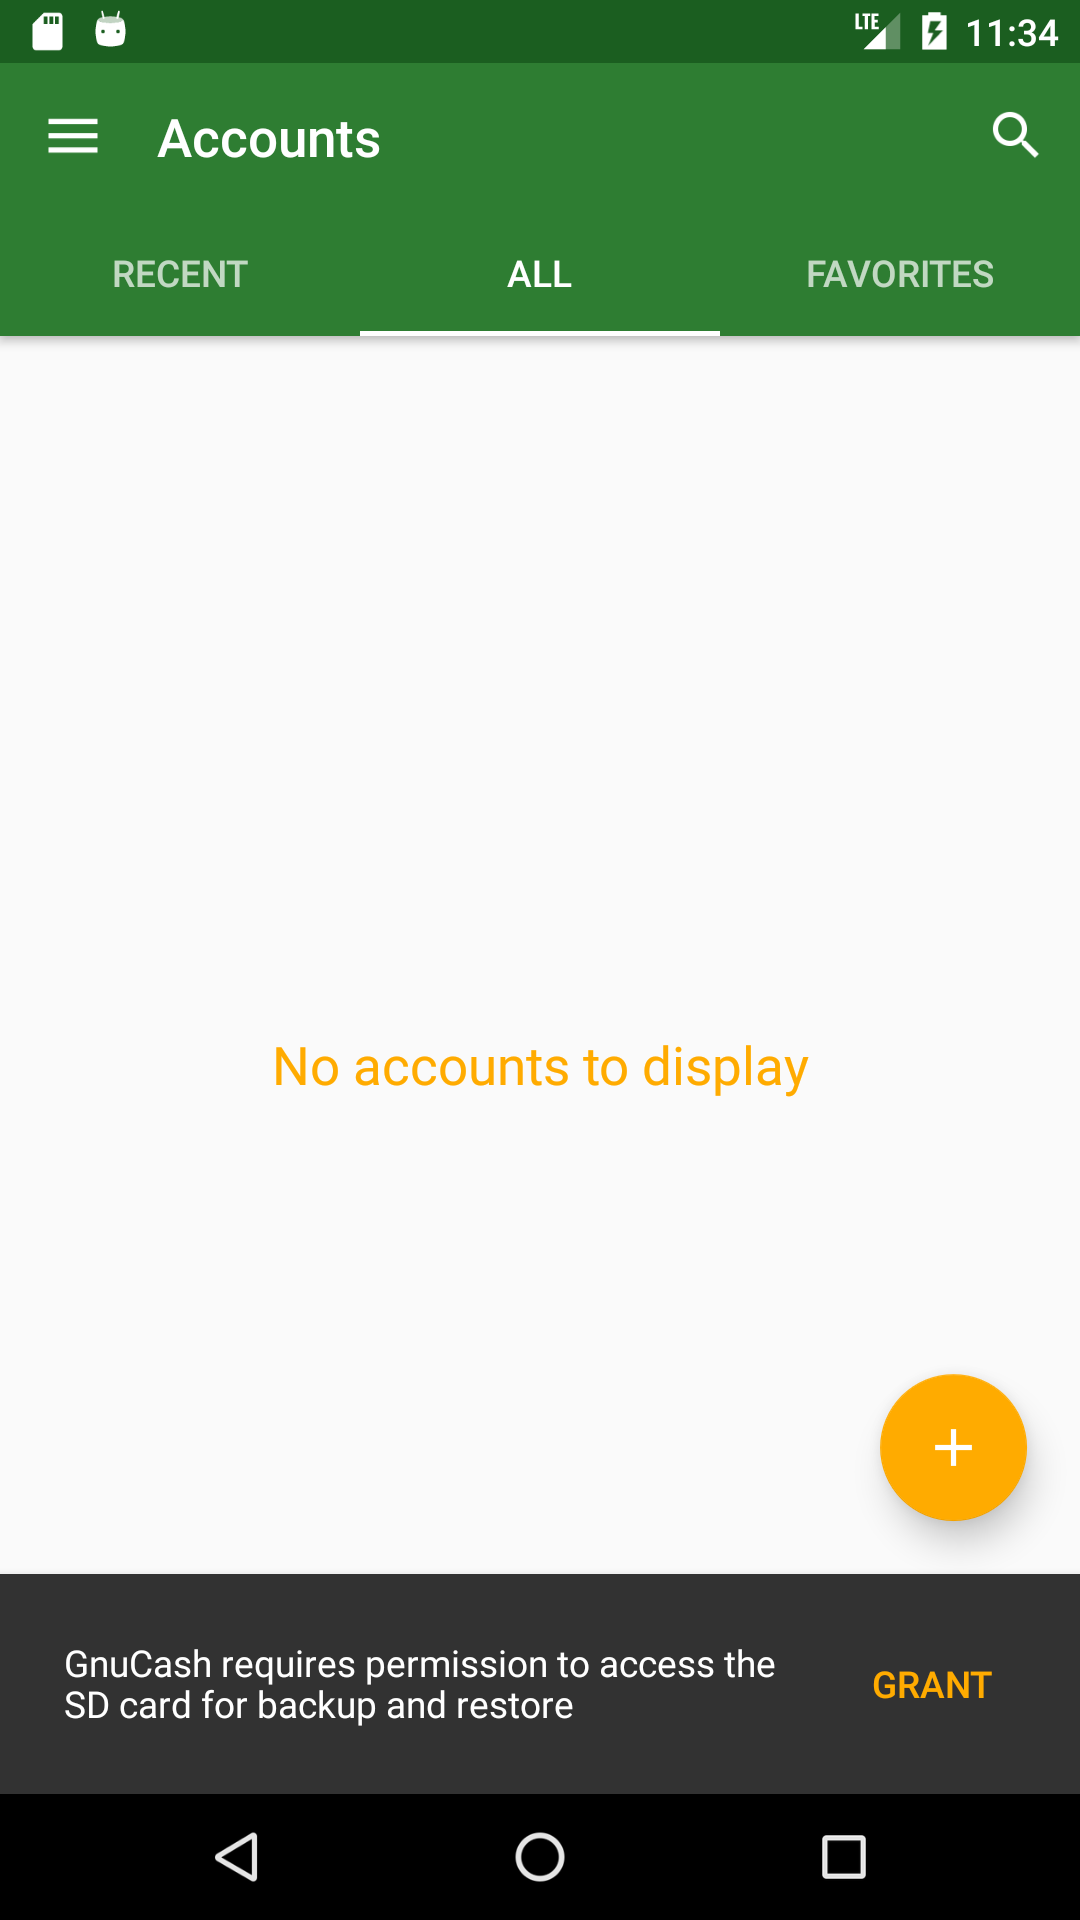 LTE 11:34
Accounts
RECENT ALL FAVORITES
No accounts to display
GnuCash requires permission to access the
SD card for backup and restore
GRANT